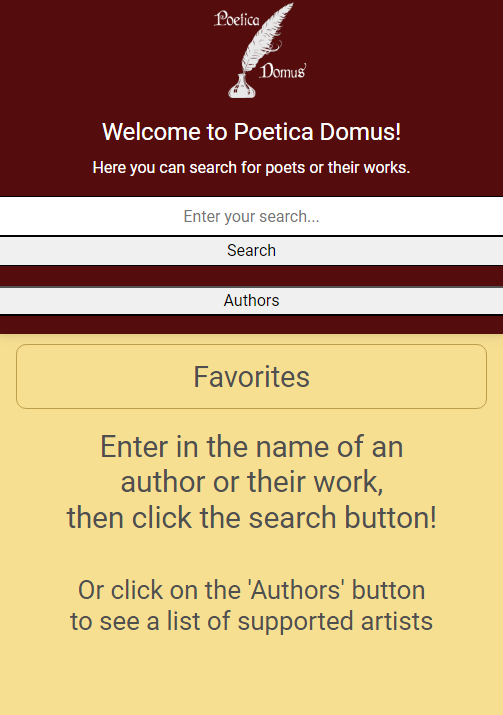 Poetica
Domus
Welcome to Poetica Domus!
Here you can search for poets or their works.
Enter your search...
Search
Authors
Favorites
Enter in the name of an
author or their work,
then click the search button!
Or click on the 'Authors' button
to see a list of supported artists